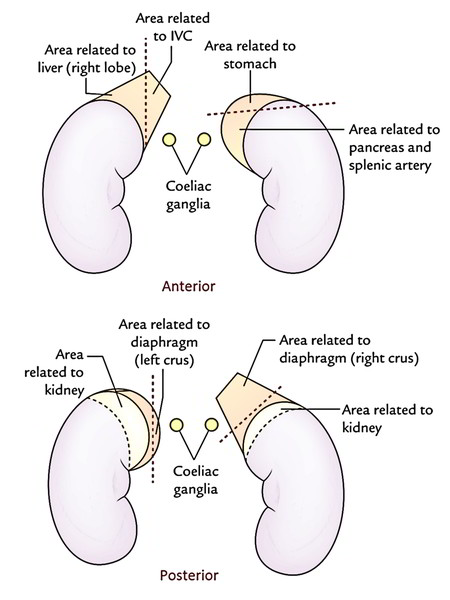 Area related
to IVC
Area related to
liver (right lobe)
Area related to
stomach
Area related to
pancreas and
splenic artery
Coeliac
ganglia
Anterior
Area related to
diaphragm
(left crus)
Area
related to
kidney
Area related to
diaphragm (right crus)
Area related to
kidney
Coeliac
ganglia
Posterior